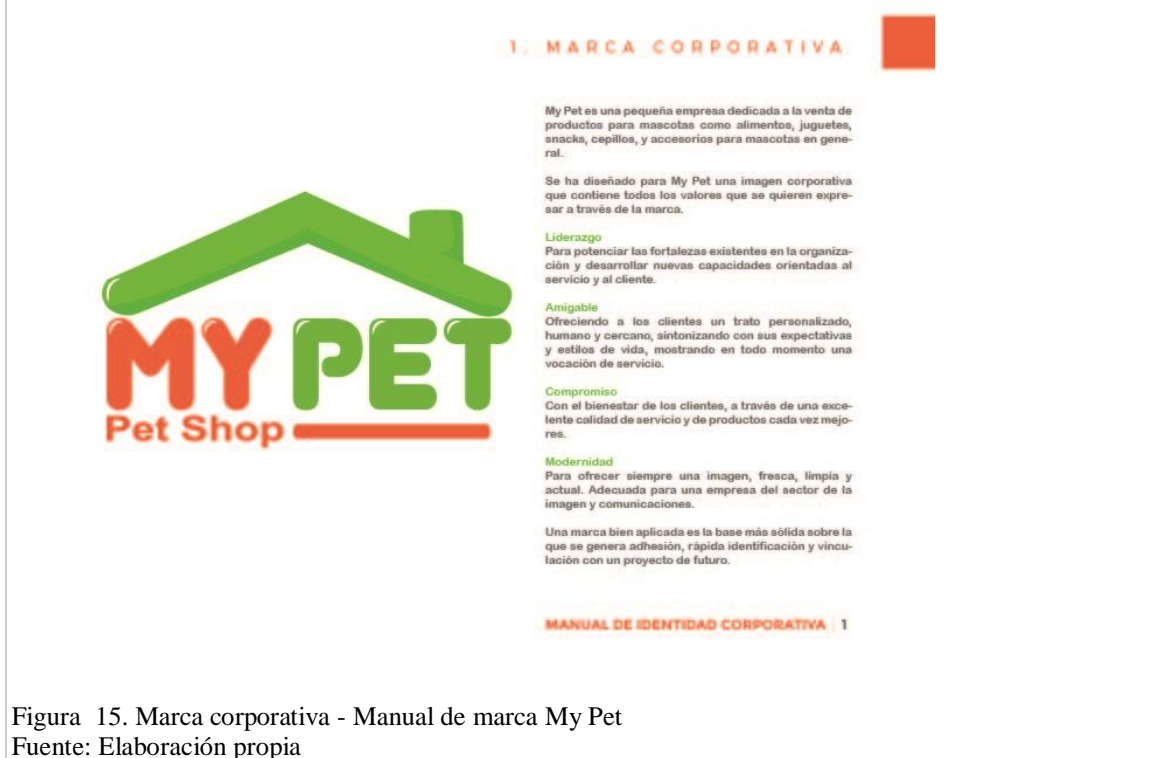 1. MARCA CORPORATIVA
MY PET
Pet Shop
My Pet es una pequeña empresa dedicada a la venta de
productos para mascotas como alimentos, juguetes,
snacks, cepillos, y accesorios para mascotas en gene-
ral.
Se ha diseñado para My Pet una imagen corporativa
que contiene todos los valores que se quieren expre-
sar a través de la marca.
Liderazgo
Para potenciar las fortalezas existentes en la organiza-
ción y desarrollar nuevas capacidades orientadas al
servicio y al cliente.
Amigable
Ofreciendo a los clientes un trato personalizado,
humano y cercano, sintonizando con sus expectativas
y estilos de vida, mostrando en todo momento una
vocación de servicio.
Compromiso
Con el bienestar de los clientes, a través de una exce-
lente calidad de servicio y de productos cada vez mejo-
res.
Modernidad
Para ofrecer siempre una imagen, fresca, limpia y
actual. Adecuada para una empresa del sector de la
imagen y comunicaciones.
Una marca bien aplicada es la base más sólida sobre la
que se genera adhesión, rápida identificación y vincu-
lación con un proyecto de futuro.
MANUAL DE IDENTIDAD CORPORATIVA 1
Figura 15. Marca corporativa - Manual de marca My Pet
Fuente: Elaboración propia